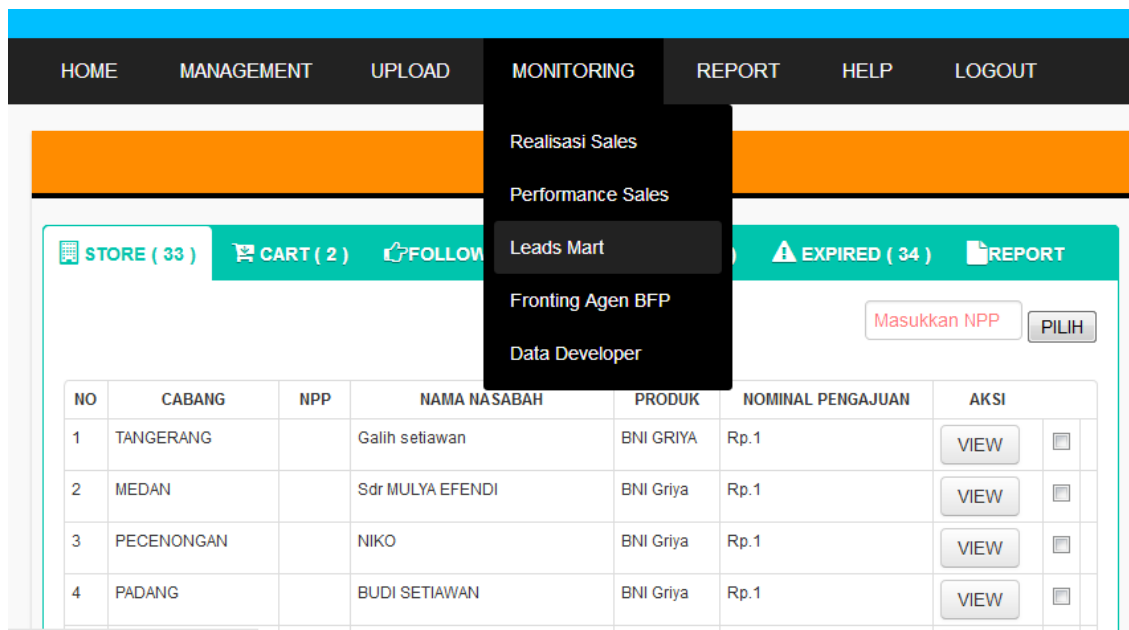 HOME MANAGEMENT UPLOAD MONITORING REPORT HELP LOGOUT
Realisasi Sales
Performance Sales
Leads Mart
Fronting Agen BFP
Data Developer
STORE ( 33 ) CART ( 2 ) FOLLOW ) EXPIRED ( 34 ) REPORT
Masukkan NPP PILIH
NO CABANG NPP NAMA NASABAH PRODUK NOMINAL PENGAJUAN AKSI
1 TANGERANG Galih setiawan BNI GRIYA Rp.1 VIEW
2 MEDAN Sdr MULYA EFENDI BNI Griya Rp.1 VIEW
3 PECENONGAN NIKO BNI Griya Rp.1 VIEW
4 PADANG BUDI SETIAWAN BNI Griya Rp.1 VIEW